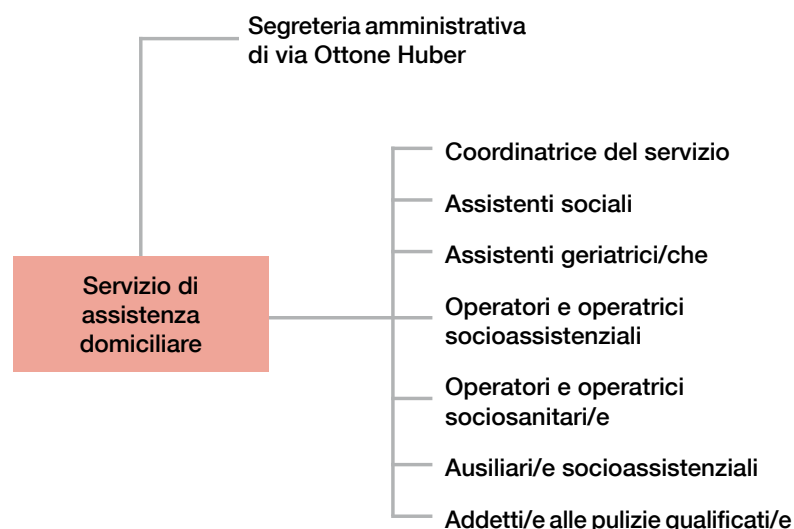 Segreteria amministrativa
di via Ottone Huber
Coordinatrice del servizio
Assistenti sociali
Assistenti geriatrici/che
Servizio di
assistenza
domiciliare
Operatori e operatrici
socioassistenziali
Operatori e operatrici
sociosanitari/e
Ausiliari/e socioassistenziali
Addetti/e alle pulizie qualificati/e